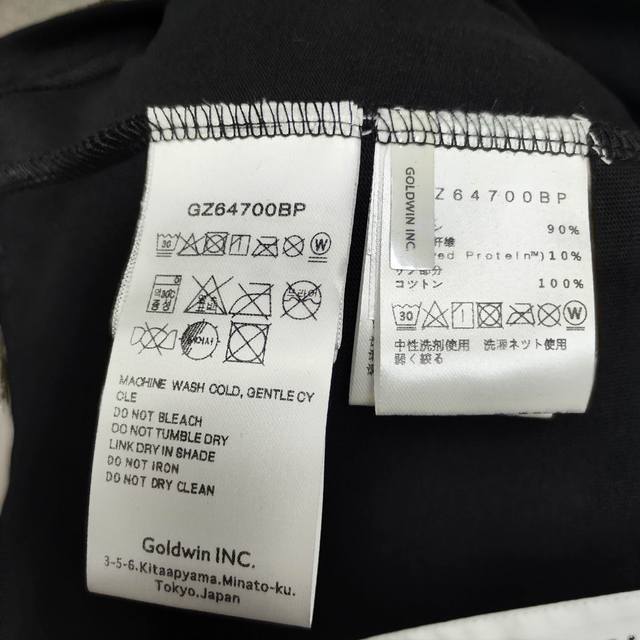 GZ64700BP
30
W
MACHINE WASH COLD, GENTLE CY
CLE
DO NOT BLEACH
DO NOT TUMBLE DRY
LINK DRY IN SHADE
DO NOT IRON
DO NOT DRY CLEAN
Goldwin INC.
3-5-6.Kitaapyama.Minato-ku.
Tokyo.Japan
GOLDWIN INC.
Z64700BP
90%
Protein™)10%
コットン 100%
30
W
中性洗剤使用 洗濯ネット使用
弱く絞る